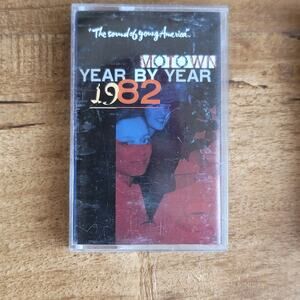 "The sound of young America"
MOTOWN
YEAR BY YEAR
1982